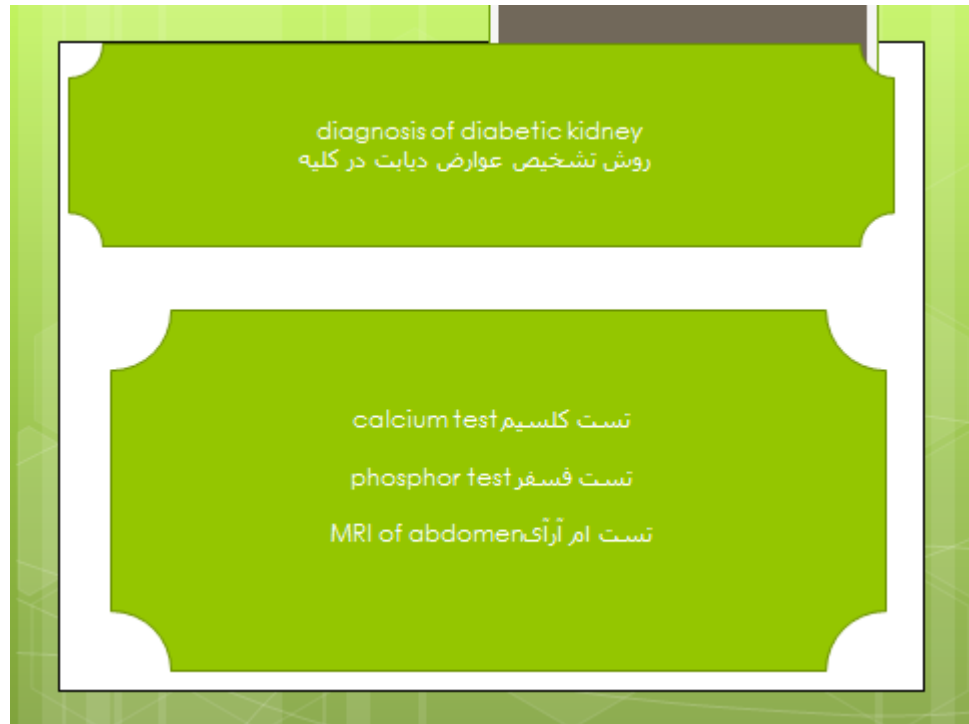 diagnosis of diabetic kidney
روش تشخیص عوارض دیابت در کلیه
تست کلسیم calcium test
تست فسفر phosphor test
تست ام آرآی MRI of abdomen